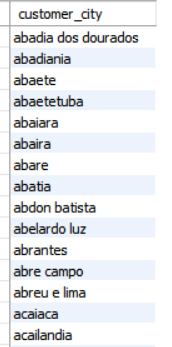 customer_city
abadia dos dourados
abadiania
abaete
abaetetuba
abaiara
abaira
abare
abatia
abdon batista
abelardo luz
abrantes
abre campo
abreu e lima
acaiaca
acailandia